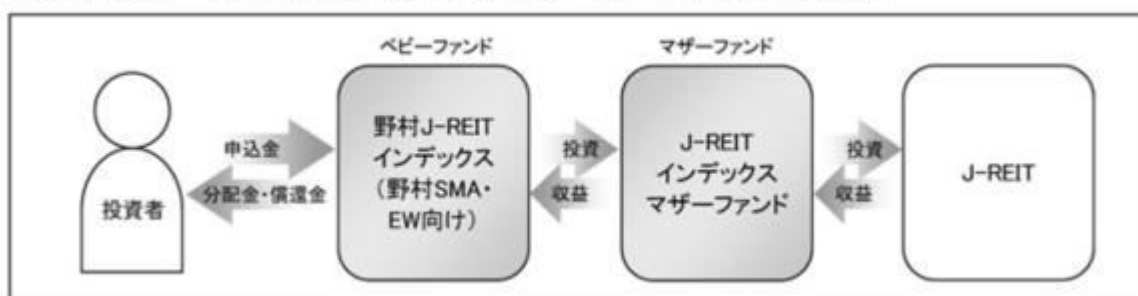 ベビーファンド
マザーファンド
投資者
申込金
分配金・償還金
野村J-REIT
インデックス
(野村SMA・
EW向け)
投資
収益
J-REIT
インデックス
マザーファンド
投資
収益
J-REIT